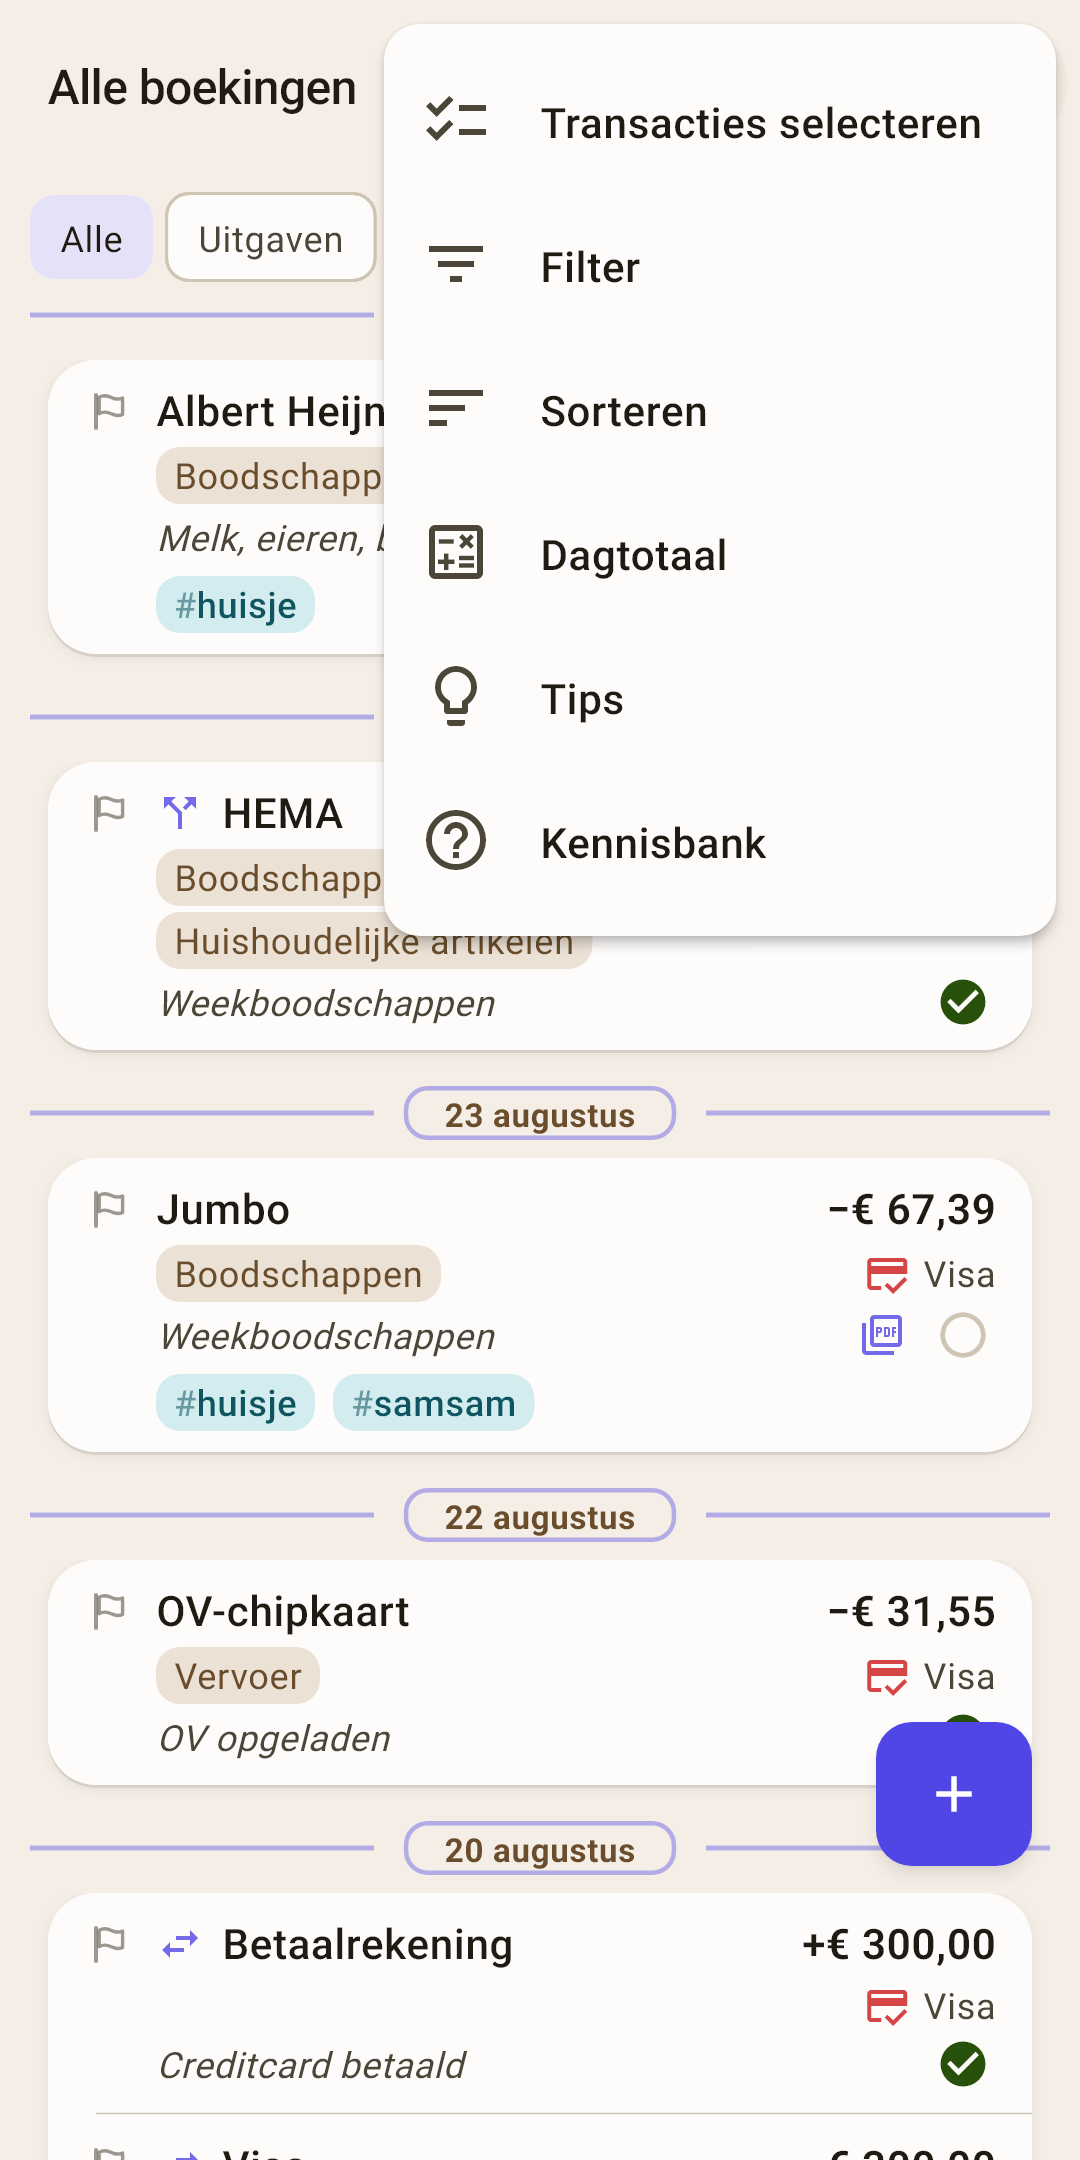 Alle boekingen
Transacties selecteren
Filter
Sorteren
Dagtotaal
Tips
Kennisbank
Alle
Uitgaven
Albert Heijn
Boodschapp
Melk, eieren,
#huisje
HEMA
Boodschapp
Huishoudelijke artikelen
Weekboodschappen
23 augustus
Jumbo −€ 67,39
Boodschappen Visa
Weekboodschappen PDF
#huisje #samsam
22 augustus
OV-chipkaart −€ 31,55
Vervoer Visa
OV opgeladen
+
20 augustus
Betaalrekening +€ 300,00
Visa
Creditcard betaald